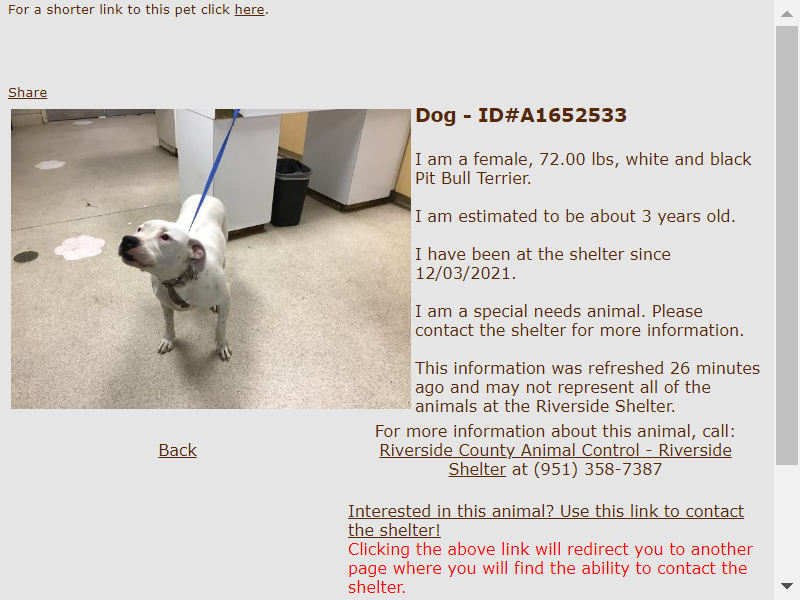 For a shorter link to this pet click here.
Share
Dog - ID#A1652533
I am a female, 72.00 lbs, white and black
Pit Bull Terrier.
I am estimated to be about 3 years old.
I have been at the shelter since
12/03/2021.
I am a special needs animal. Please
contact the shelter for more information.
This information was refreshed 26 minutes
ago and may not represent all of the
animals at the Riverside Shelter.
Back
For more information about this animal, call:
Riverside County Animal Control - Riverside
Shelter at (951) 358-7387
Interested in this animal? Use this link to contact
the shelter!
Clicking the above link will redirect you to another
page where you will find the ability to contact the
shelter.